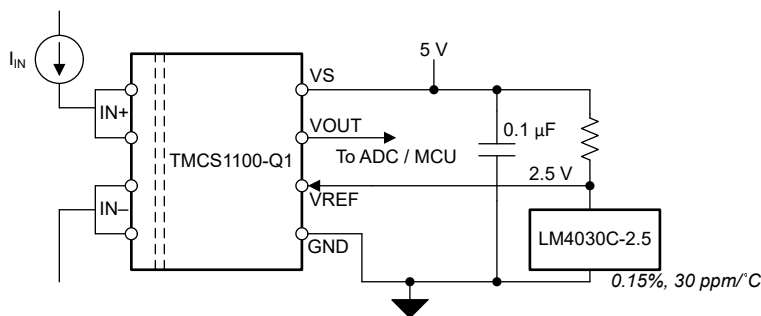 I_IN
5 V
VS
IN+
VOUT
0.1 µF
To ADC / MCU
TMCS1100-Q1
2.5 V
IN–
VREF
GND
LM4030C-2.5
0.15%, 30 ppm/˚C